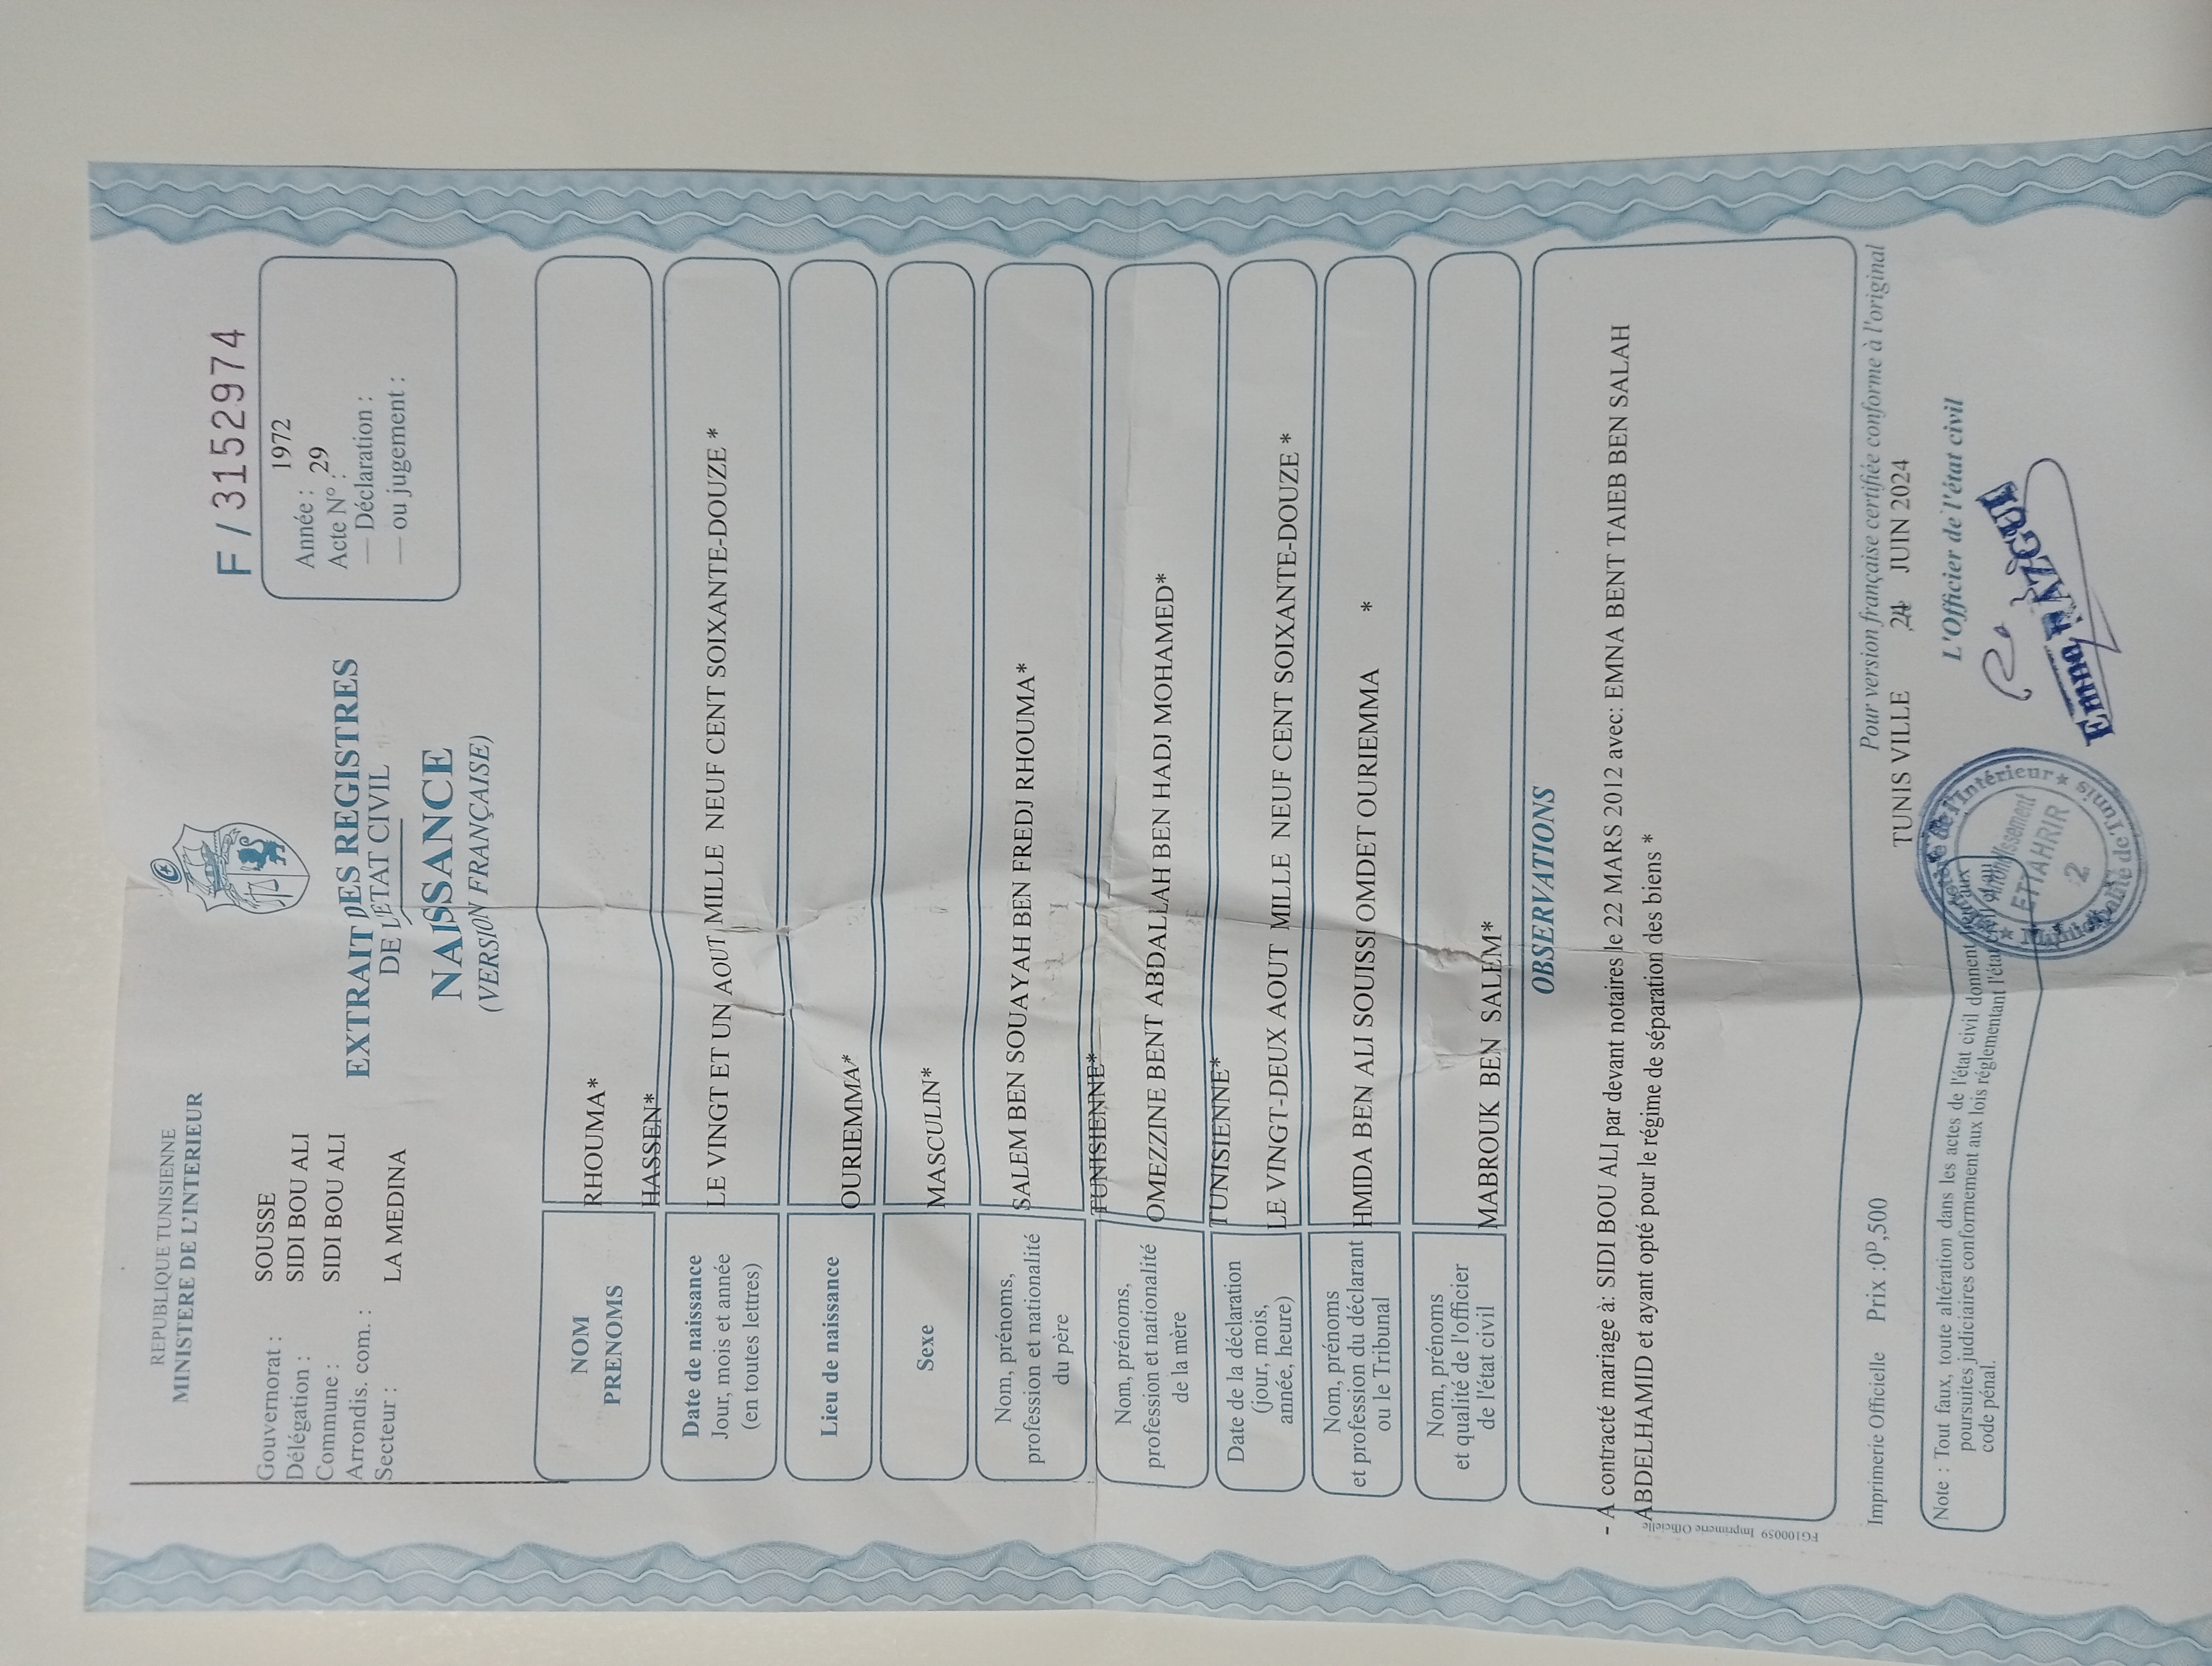 REPUBLIQUE TUNISIENNE
MINISTERE DE L'INTERIEUR
F / 3152974
Gouvernorat : SOUSSE
Délégation : SIDI BOU ALI
Commune : SIDI BOU ALI
Arrondis. com. :
Secteur : LA MEDINA
EXTRAIT DES REGISTRES
DE L'ETAT CIVIL
NAISSANCE
(VERSION FRANÇAISE)
Année : 1972
Acte N° : 29
— Déclaration :
— ou jugement :
NOM
PRENOMS
RHOUMA*
HASSEN*
Date de naissance
Jour, mois et année
(en toutes lettres)
LE VINGT ET UN AOUT MILLE NEUF CENT SOIXANTE-DOUZE *
Lieu de naissance
OURIEMMA*
Sexe
MASCULIN*
Nom, prénoms,
profession et nationalité
du père
SALEM BEN SOUAYAH BEN FREDJ RHOUMA*
TUNISIENNE*
Nom, prénoms,
profession et nationalité
de la mère
OMEZZINE BENT ABDALLAH BEN HADJ MOHAMED*
TUNISIENNE*
Date de la déclaration
(jour, mois,
année, heure)
LE VINGT-DEUX AOUT MILLE NEUF CENT SOIXANTE-DOUZE *
Nom, prénoms
et profession du déclarant
ou le Tribunal
HMIDA BEN ALI SOUISSI OMDET OURIEMMA *
Nom, prénoms
et qualité de l'officier
de l'état civil
MABROUK BEN SALEM*
OBSERVATIONS
- A contracté mariage à: SIDI BOU ALI par devant notaires le 22 MARS 2012 avec: EMNA BENT TAIEB BEN SALAH
ABDELHAMID et ayant opté pour le régime de séparation des biens *
FG100059 Imprimerie Officielle
Imprimerie Officielle Prix :0ᴰ,500
Pour version française certifiée conforme à l'original
TUNIS VILLE 24 JUIN 2024
L'Officier de l'état civil
Note : Tout faux, toute altération dans les actes de l'état civil donnent aux
poursuites judiciaires conformement aux lois réglementant l'état
code pénal.
de l'Intérieur
Arrondissement
ETTAHRIR
2
de Tunis
Emna